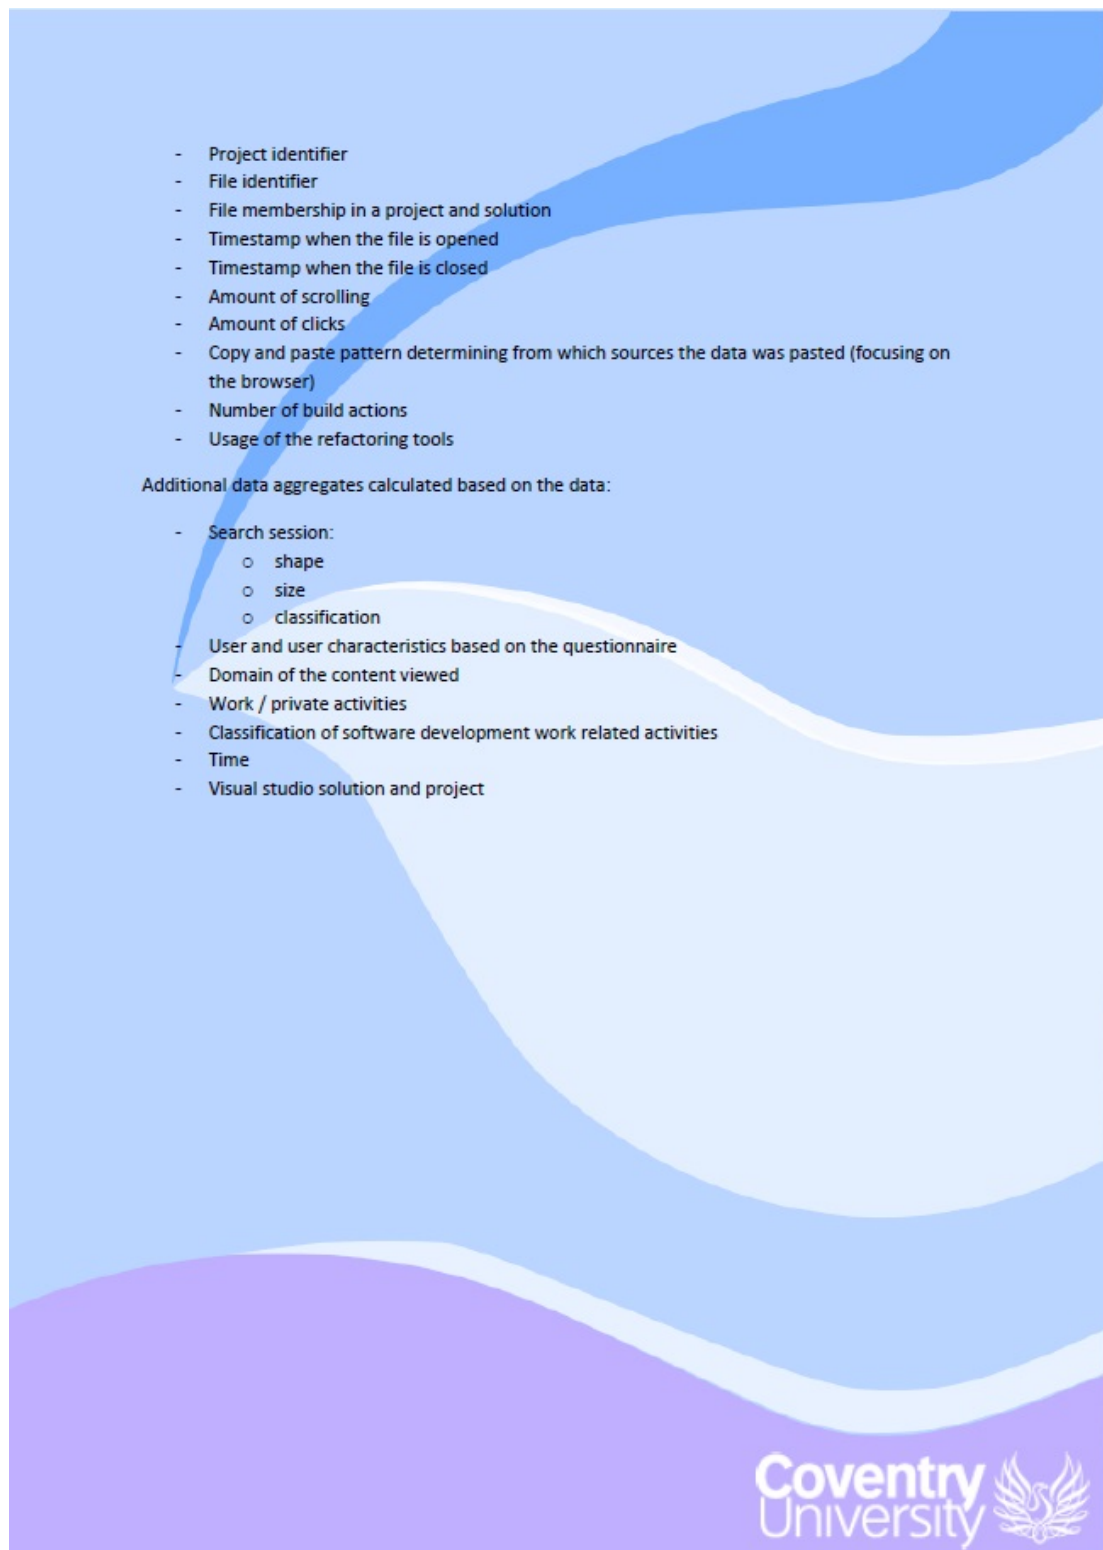 - Project identifier
- File identifier
- File membership in a project and solution
- Timestamp when the file is opened
- Timestamp when the file is closed
- Amount of scrolling
- Amount of clicks
- Copy and paste pattern determining from which sources the data was pasted (focusing on
the browser)
- Number of build actions
- Usage of the refactoring tools
Additional data aggregates calculated based on the data:
- Search session:
o shape
o size
o classification
- User and user characteristics based on the questionnaire
- Domain of the content viewed
- Work / private activities
- Classification of software development work related activities
- Time
- Visual studio solution and project
Coventry
University